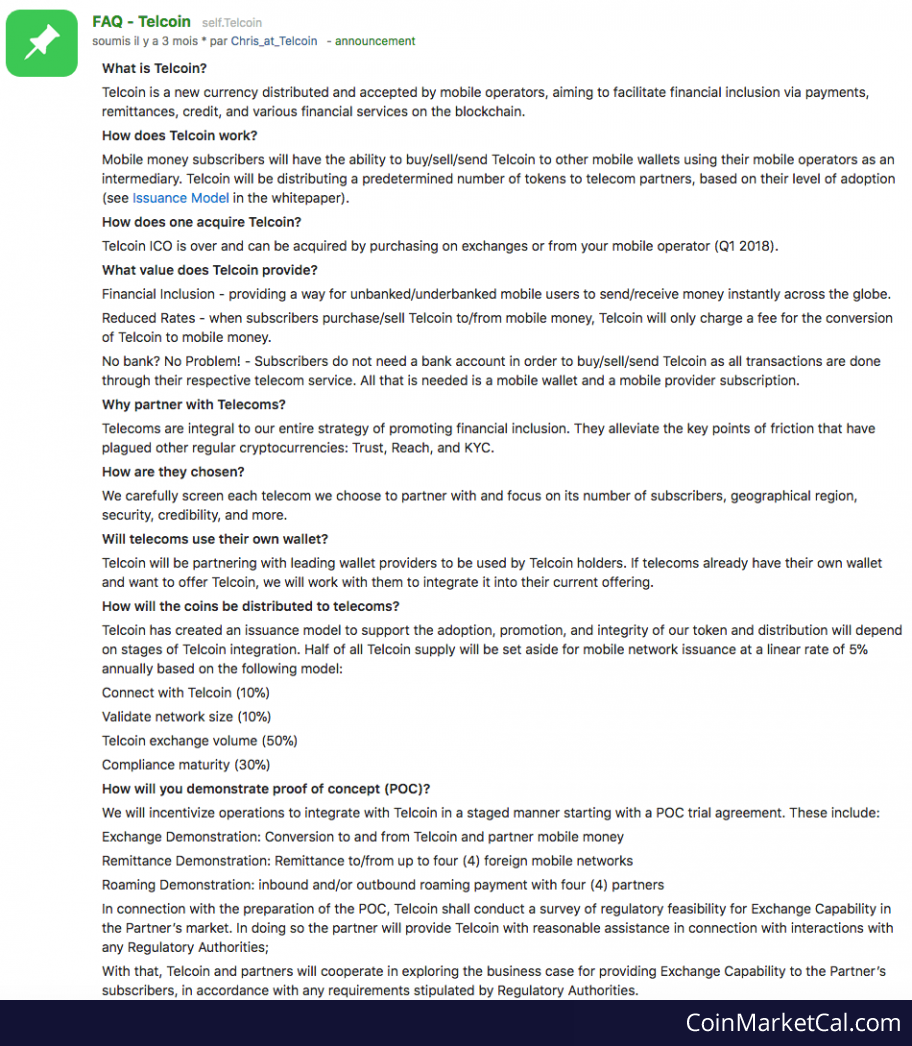 FAQ - Telcoin self.Telcoin
soumis il y a 3 mois * par Chris_at_Telcoin - announcement
What is Telcoin?
Telcoin is a new currency distributed and accepted by mobile operators, aiming to facilitate financial inclusion via payments,
remittances, credit, and various financial services on the blockchain.
How does Telcoin work?
Mobile money subscribers will have the ability to buy/sell/send Telcoin to other mobile wallets using their mobile operators as an
intermediary. Telcoin will be distributing a predetermined number of tokens to telecom partners, based on their level of adoption
(see Issuance Model in the whitepaper).
How does one acquire Telcoin?
Telcoin ICO is over and can be acquired by purchasing on exchanges or from your mobile operator (Q1 2018).
What value does Telcoin provide?
Financial Inclusion - providing a way for unbanked/underbanked mobile users to send/receive money instantly across the globe.
Reduced Rates - when subscribers purchase/sell Telcoin to/from mobile money, Telcoin will only charge a fee for the conversion
of Telcoin to mobile money.
No bank? No Problem! - Subscribers do not need a bank account in order to buy/sell/send Telcoin as all transactions are done
through their respective telecom service. All that is needed is a mobile wallet and a mobile provider subscription.
Why partner with Telecoms?
Telecoms are integral to our entire strategy of promoting financial inclusion. They alleviate the key points of friction that have
plagued other regular cryptocurrencies: Trust, Reach, and KYC.
How are they chosen?
We carefully screen each telecom we choose to partner with and focus on its number of subscribers, geographical region,
security, credibility, and more.
Will telecoms use their own wallet?
Telcoin will be partnering with leading wallet providers to be used by Telcoin holders. If telecoms already have their own wallet
and want to offer Telcoin, we will work with them to integrate it into their current offering.
How will the coins be distributed to telecoms?
Telcoin has created an issuance model to support the adoption, promotion, and integrity of our token and distribution will depend
on stages of Telcoin integration. Half of all Telcoin supply will be set aside for mobile network issuance at a linear rate of 5%
annually based on the following model:
Connect with Telcoin (10%)
Validate network size (10%)
Telcoin exchange volume (50%)
Compliance maturity (30%)
How will you demonstrate proof of concept (POC)?
We will incentivize operations to integrate with Telcoin in a staged manner starting with a POC trial agreement. These include:
Exchange Demonstration: Conversion to and from Telcoin and partner mobile money
Remittance Demonstration: Remittance to/from up to four (4) foreign mobile networks
Roaming Demonstration: inbound and/or outbound roaming payment with four (4) partners
In connection with the preparation of the POC, Telcoin shall conduct a survey of regulatory feasibility for Exchange Capability in
the Partner's market. In doing so the partner will provide Telcoin with reasonable assistance in connection with interactions with
any Regulatory Authorities;
With that, Telcoin and partners will cooperate in exploring the business case for providing Exchange Capability to the Partner's
subscribers, in accordance with any requirements stipulated by Regulatory Authorities.
CoinMarketCal.com